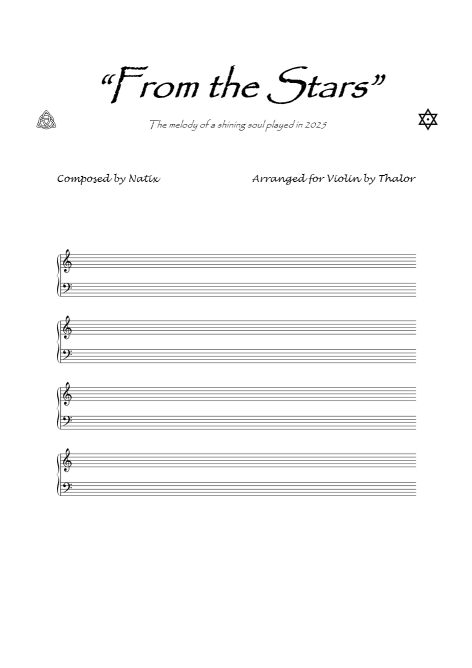 “From the Stars”
The melody of a shining soul played in 2025
Composed by Natix
Arranged for Violin by Thalor